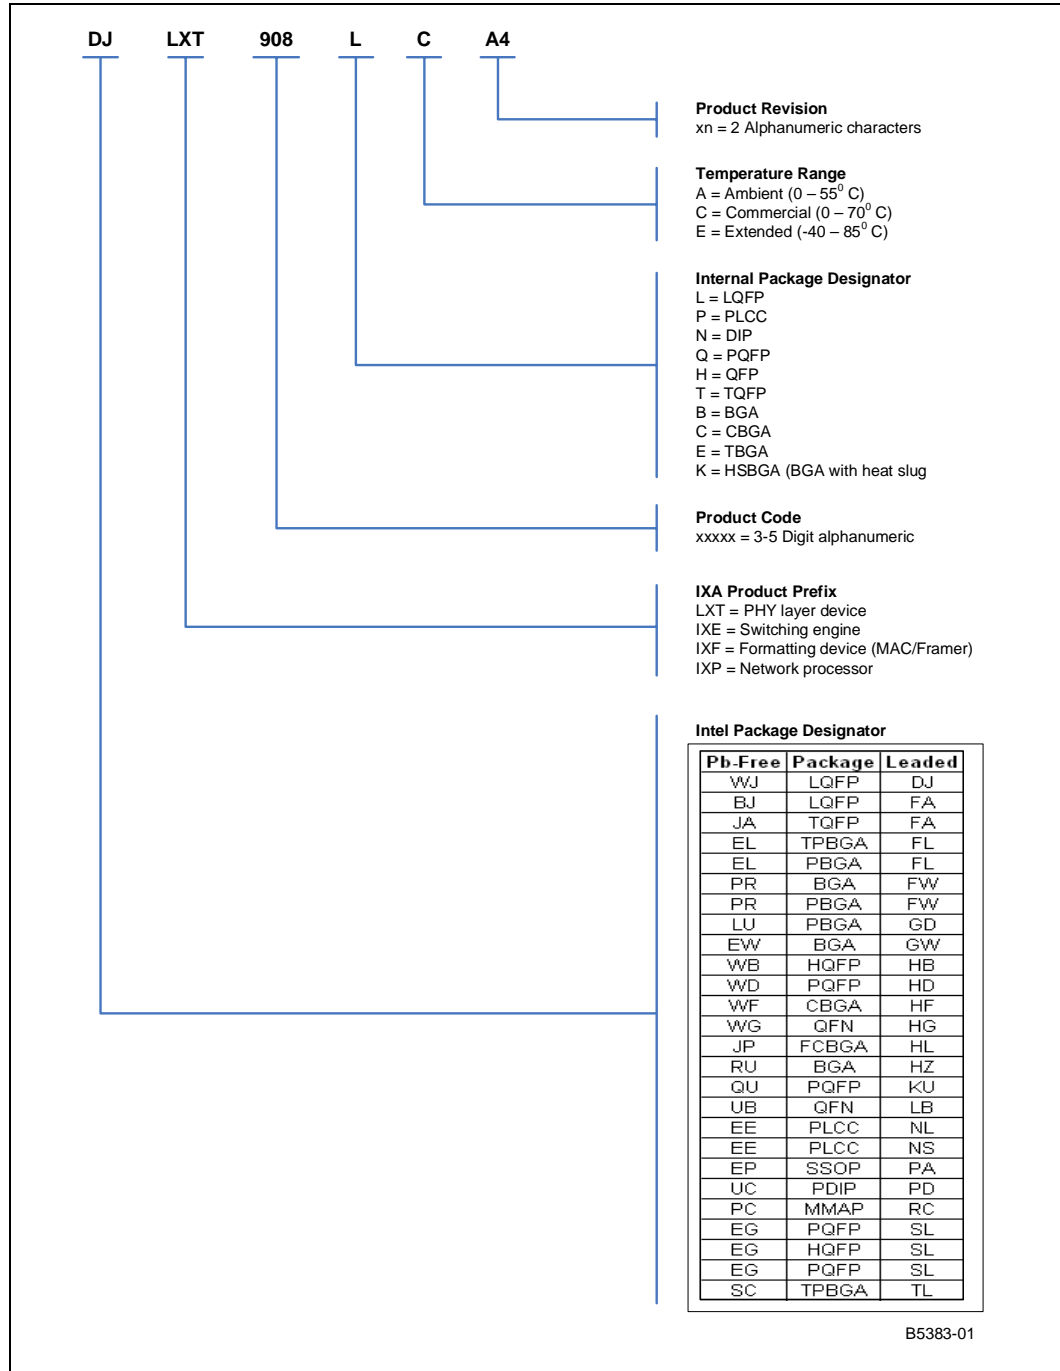 DJ LXT 908 L C A4
Product Revision
xn = 2 Alphanumeric characters
Temperature Range
A = Ambient (0 – 55⁰ C)
C = Commercial (0 – 70⁰ C)
E = Extended (-40 – 85⁰ C)
Internal Package Designator
L = LQFP
P = PLCC
N = DIP
Q = PQFP
H = QFP
T = TQFP
B = BGA
C = CBGA
E = TBGA
K = HSBGA (BGA with heat slug
Product Code
xxxxx = 3-5 Digit alphanumeric
IXA Product Prefix
LXT = PHY layer device
IXE = Switching engine
IXF = Formatting device (MAC/Framer)
IXP = Network processor
Intel Package Designator
Pb-Free Package Leaded
WJ LQFP DJ
BJ LQFP FA
JA TQFP FA
EL TPBGA FL
EL PBGA FL
PR BGA FW
PR PBGA FW
LU PBGA GD
EW BGA GW
WB HQFP HB
WD PQFP HD
WF CBGA HF
WG QFN HG
JP FCBGA HL
RU BGA HZ
QU PQFP KU
UB QFN LB
EE PLCC NL
EE PLCC NS
EP SSOP PA
UC PDIP PD
PC MMAP RC
EG PQFP SL
EG HQFP SL
EG PQFP SL
SC TPBGA TL
B5383-01